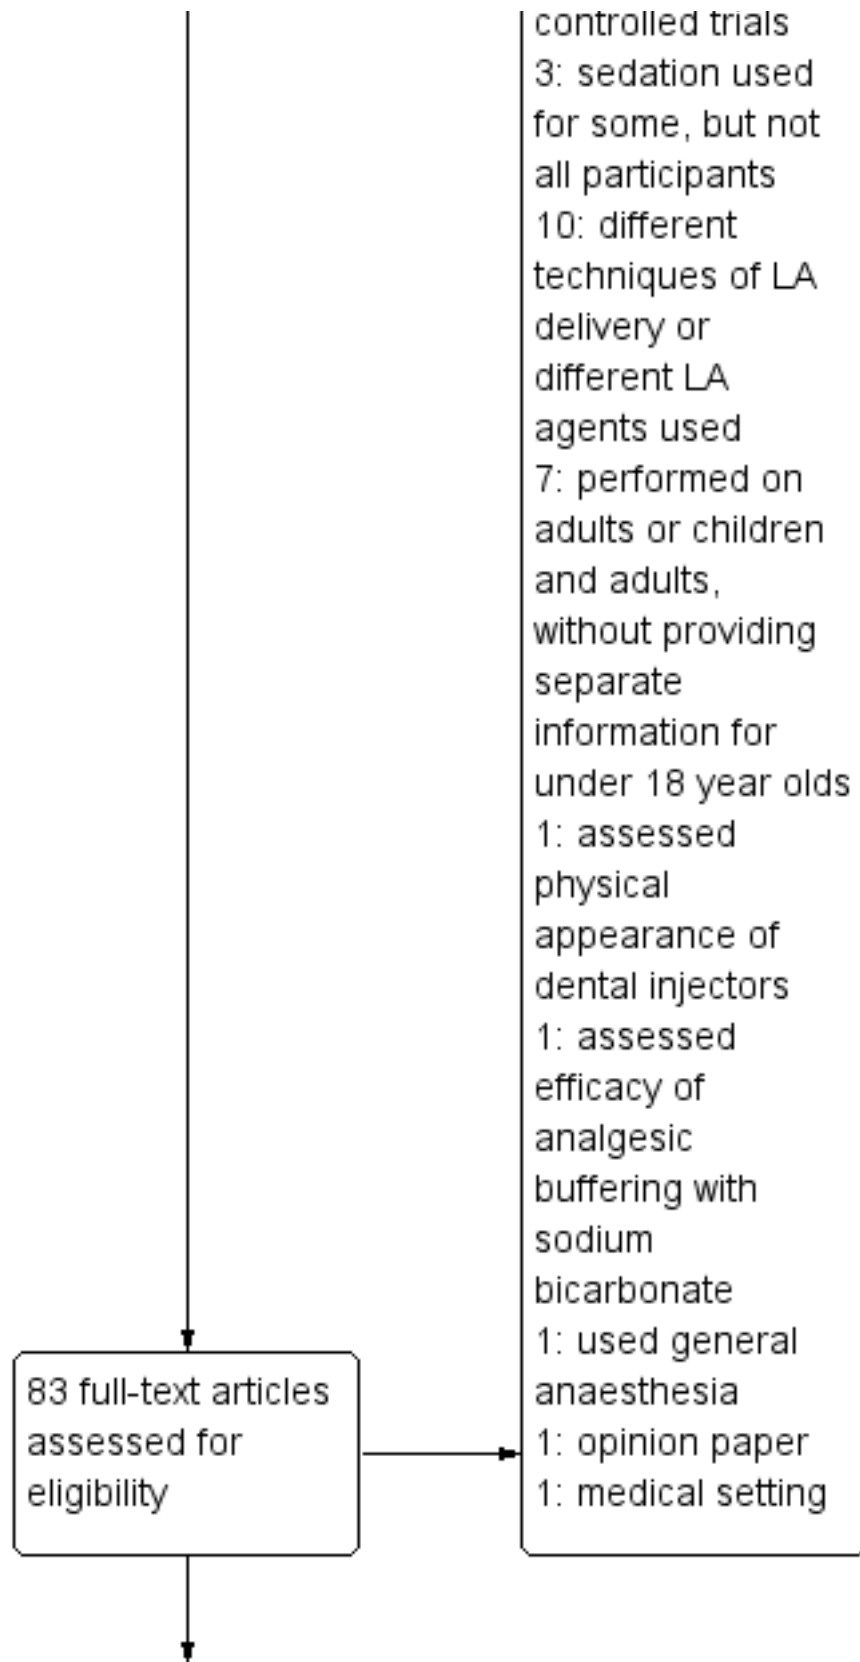 controlled trials
3: sedation used
for some, but not
all participants
10: different
techniques of LA
delivery or
different LA
agents used
7: performed on
adults or children
and adults,
without providing
separate
information for
under 18 year olds
1: assessed
physical
appearance of
dental injectors
1: assessed
efficacy of
analgesic
buffering with
sodium
bicarbonate
1: used general
anaesthesia
1: opinion paper
1: medical setting
83 full-text articles
assessed for
eligibility